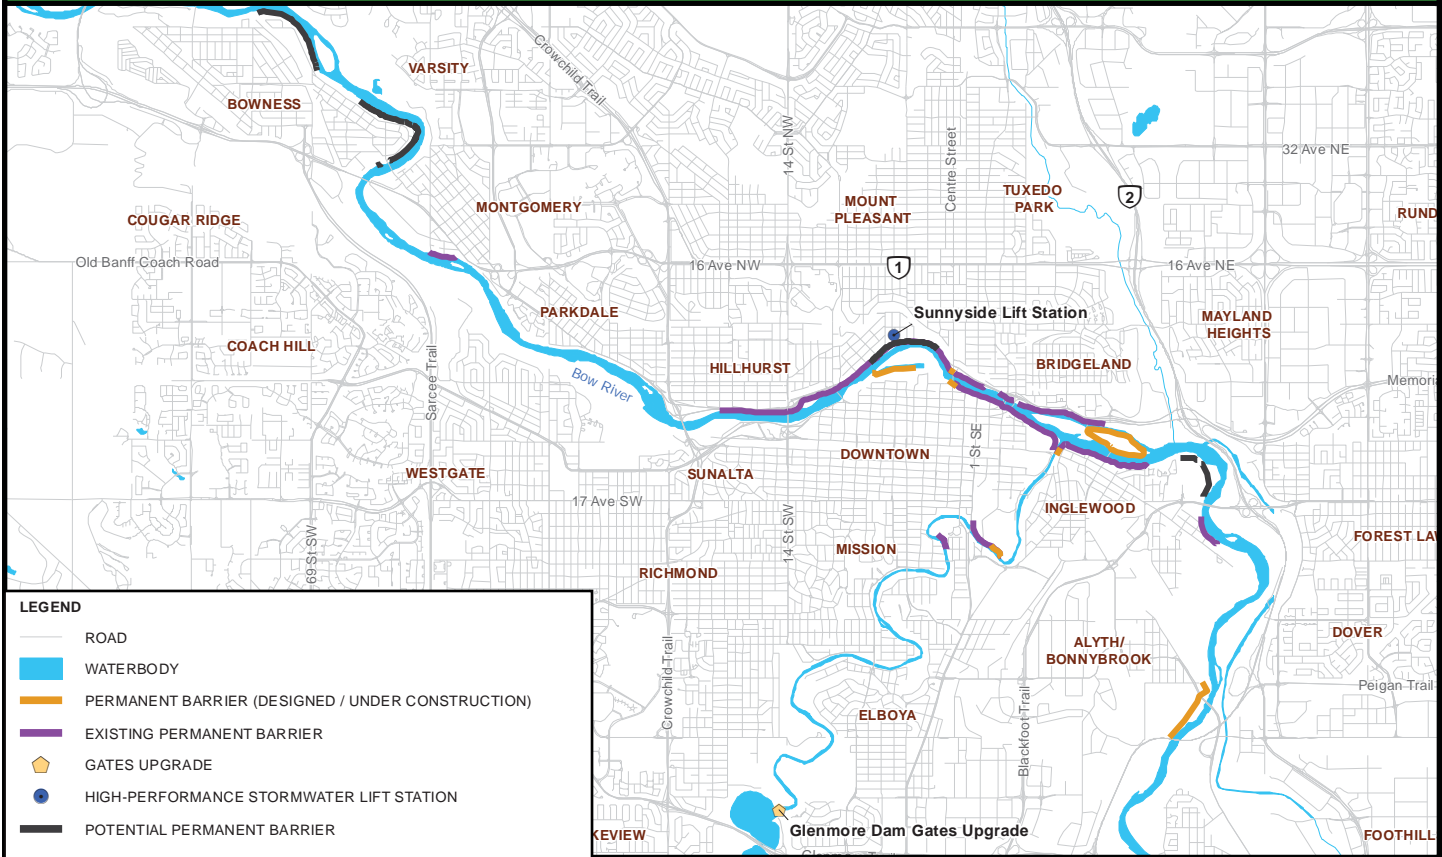 VARSITY
Crowchild Trail
BOWNESS
14 St NW
Centre Street
32 Ave NE
COUGAR RIDGE
MONTGOMERY
MOUNT
PLEASANT
TUXEDO
PARK
2
RUND
Old Banff Coach Road
16 Ave NW
1
16 Ave NE
PARKDALE
Sunnyside Lift Station
MAYLAND
HEIGHTS
COACH HILL
Sarcee Trail
HILLHURST
BRIDGELAND
Bow River
Memoria
WESTGATE
SUNALTA
DOWNTOWN
1 St SE
17 Ave SW
INGLEWOOD
69 St SW
14 St SW
MISSION
FOREST LAW
RICHMOND
LEGEND
ROAD
WATERBODY
PERMANENT BARRIER (DESIGNED / UNDER CONSTRUCTION)
EXISTING PERMANENT BARRIER
GATES UPGRADE
HIGH-PERFORMANCE STORMWATER LIFT STATION
POTENTIAL PERMANENT BARRIER
Crowchild Trail
ALYTH/
BONNYBROOK
DOVER
Peigan Trail
ELBOYA
Blackfoot Trail
KEVIEW
Glenmore Dam Gates Upgrade
FOOTHILL